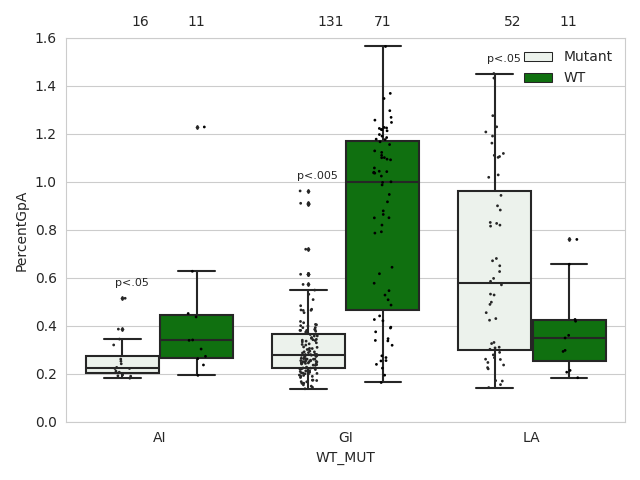 16 11 131 71 52 11
1.6
1.4
1.2
1.0
0.8
0.6
0.4
0.2
0.0
PercentGpA
p<.05
p<.005
p<.05
Mutant
WT
AI GI LA
WT_MUT